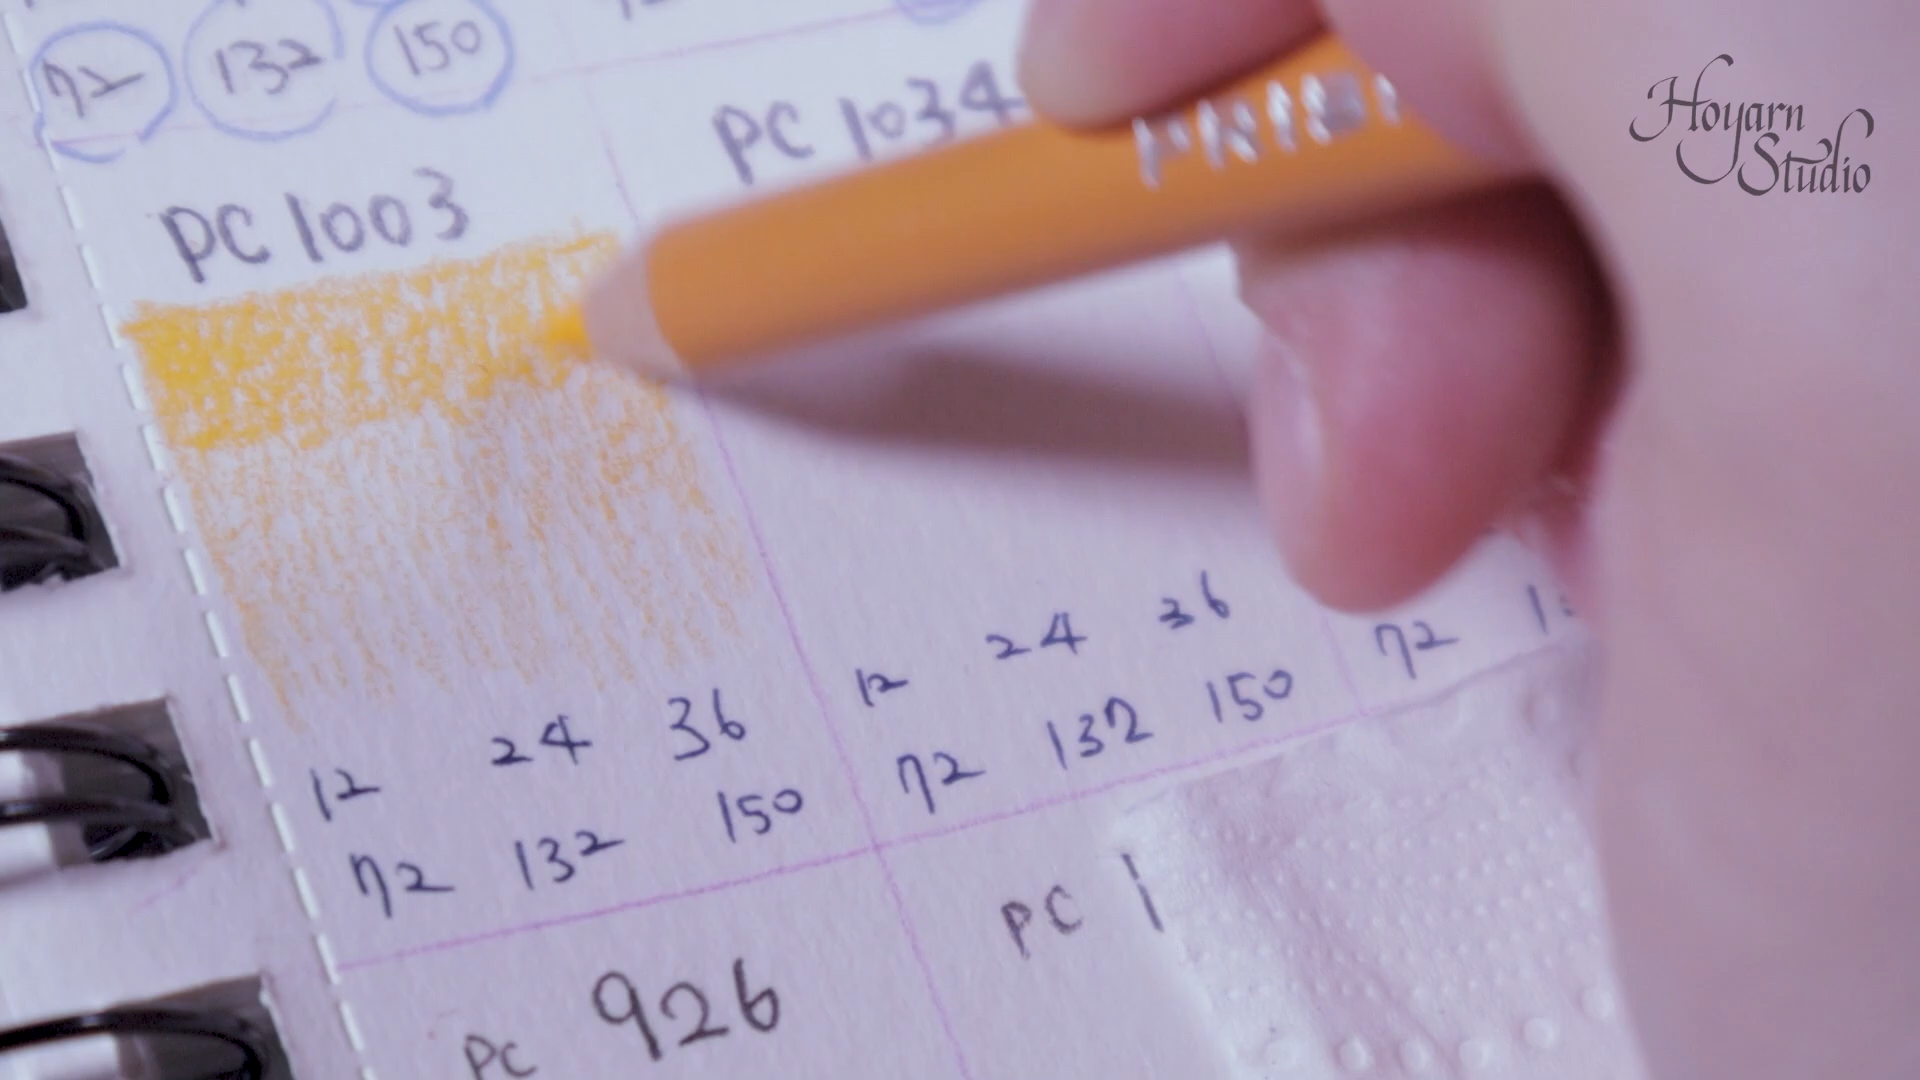 72 132 150
Hoyarn
Studio
PC 1003
PC 1034
12 24 36
72 132 150
12 24 36
72 132 150
72
PC 926
PC